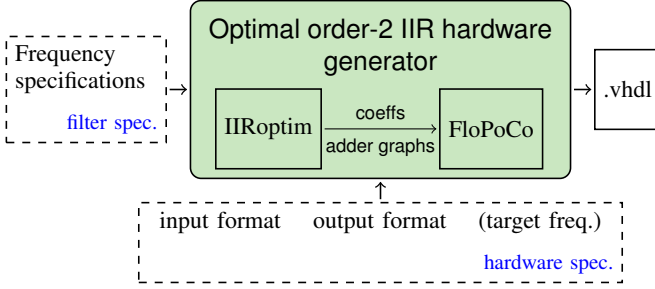 Frequency
specifications
filter spec.
Optimal order-2 IIR hardware
generator
IIRoptim
coeffs
adder graphs
FloPoCo
.vhdl
input format output format (target freq.)
hardware spec.